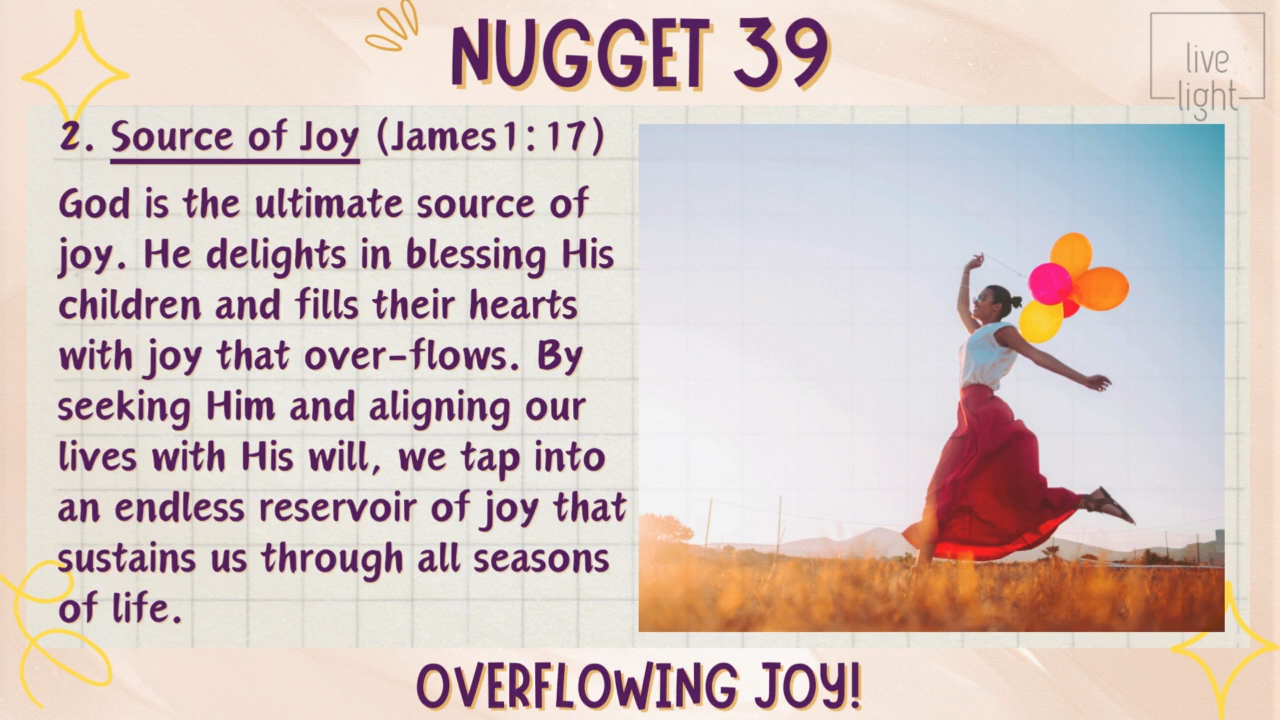 NUGGET 39
live
light
2. Source of Joy (James1:17)
God is the ultimate source of
joy. He delights in blessing His
children and fills their hearts
with joy that over-flows. By
seeking Him and aligning our
lives with His will, we tap into
an endless reservoir of joy that
sustains us through all seasons
of life.
OVERFLOWING JOY!